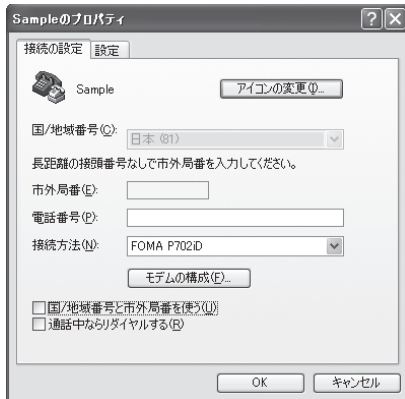 Sampleのプロパティ
接続の設定 設定
Sample
アイコンの変更(I)...
国/地域番号(C):
日本 (81)
長距離の接頭番号なしで市外局番を入力してください。
市外局番(E):
電話番号(P):
接続方法(N):
FOMA P702iD
モデムの構成(F)...
国/地域番号と市外局番を使う(U)
通話中ならリダイヤルする(R)
OK キャンセル